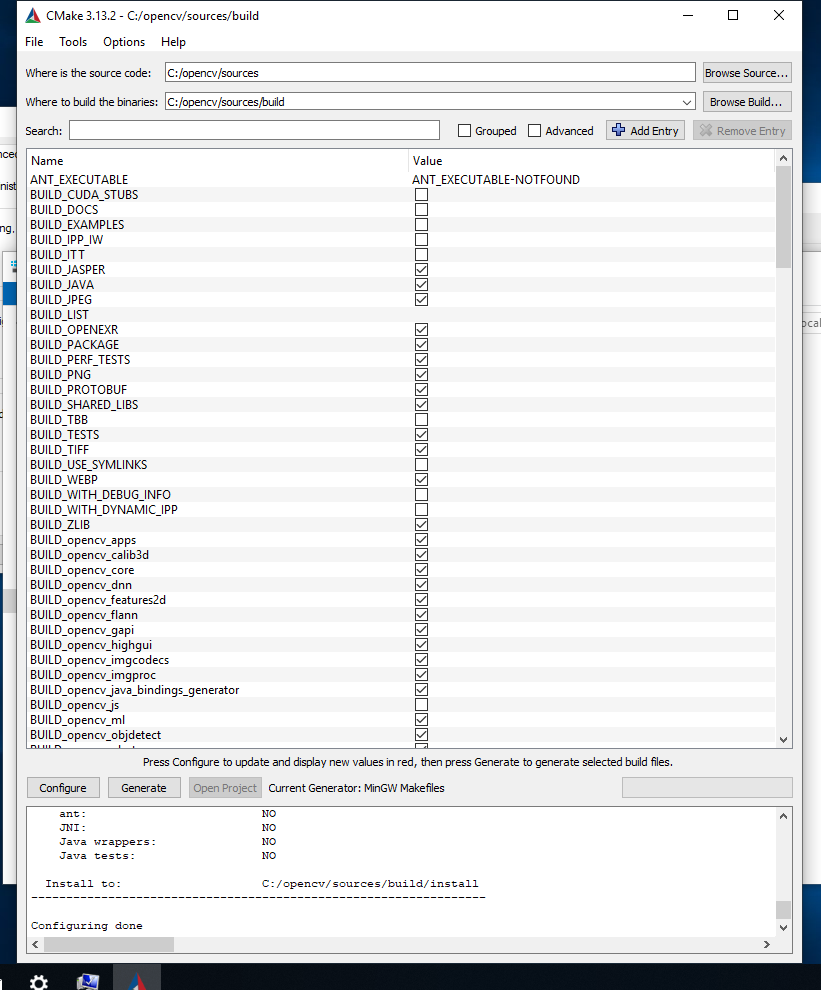 CMake 3.13.2 - C:/opencv/sources/build
File Tools Options Help
Where is the source code: C:/opencv/sources Browse Source...
Where to build the binaries: C:/opencv/sources/build Browse Build...
Search: Grouped Advanced Add Entry Remove Entry
Name Value
ANT_EXECUTABLE ANT_EXECUTABLE-NOTFOUND
BUILD_CUDA_STUBS
BUILD_DOCS
BUILD_EXAMPLES
BUILD_IPP_IW
BUILD_ITT
BUILD_JASPER
BUILD_JAVA
BUILD_JPEG
BUILD_LIST
BUILD_OPENEXR
BUILD_PACKAGE
BUILD_PERF_TESTS
BUILD_PNG
BUILD_PROTOBUF
BUILD_SHARED_LIBS
BUILD_TBB
BUILD_TESTS
BUILD_TIFF
BUILD_USE_SYMLINKS
BUILD_WEBP
BUILD_WITH_DEBUG_INFO
BUILD_WITH_DYNAMIC_IPP
BUILD_ZLIB
BUILD_opencv_apps
BUILD_opencv_calib3d
BUILD_opencv_core
BUILD_opencv_dnn
BUILD_opencv_features2d
BUILD_opencv_flann
BUILD_opencv_gapi
BUILD_opencv_highgui
BUILD_opencv_imgcodecs
BUILD_opencv_imgproc
BUILD_opencv_java_bindings_generator
BUILD_opencv_js
BUILD_opencv_ml
BUILD_opencv_objdetect
Press Configure to update and display new values in red, then press Generate to generate selected build files.
Configure Generate Open Project Current Generator: MinGW Makefiles
ant: NO
JNI: NO
Java wrappers: NO
Java tests: NO
Install to: C:/opencv/sources/build/install
-----------------------------------------------------------------
Configuring done